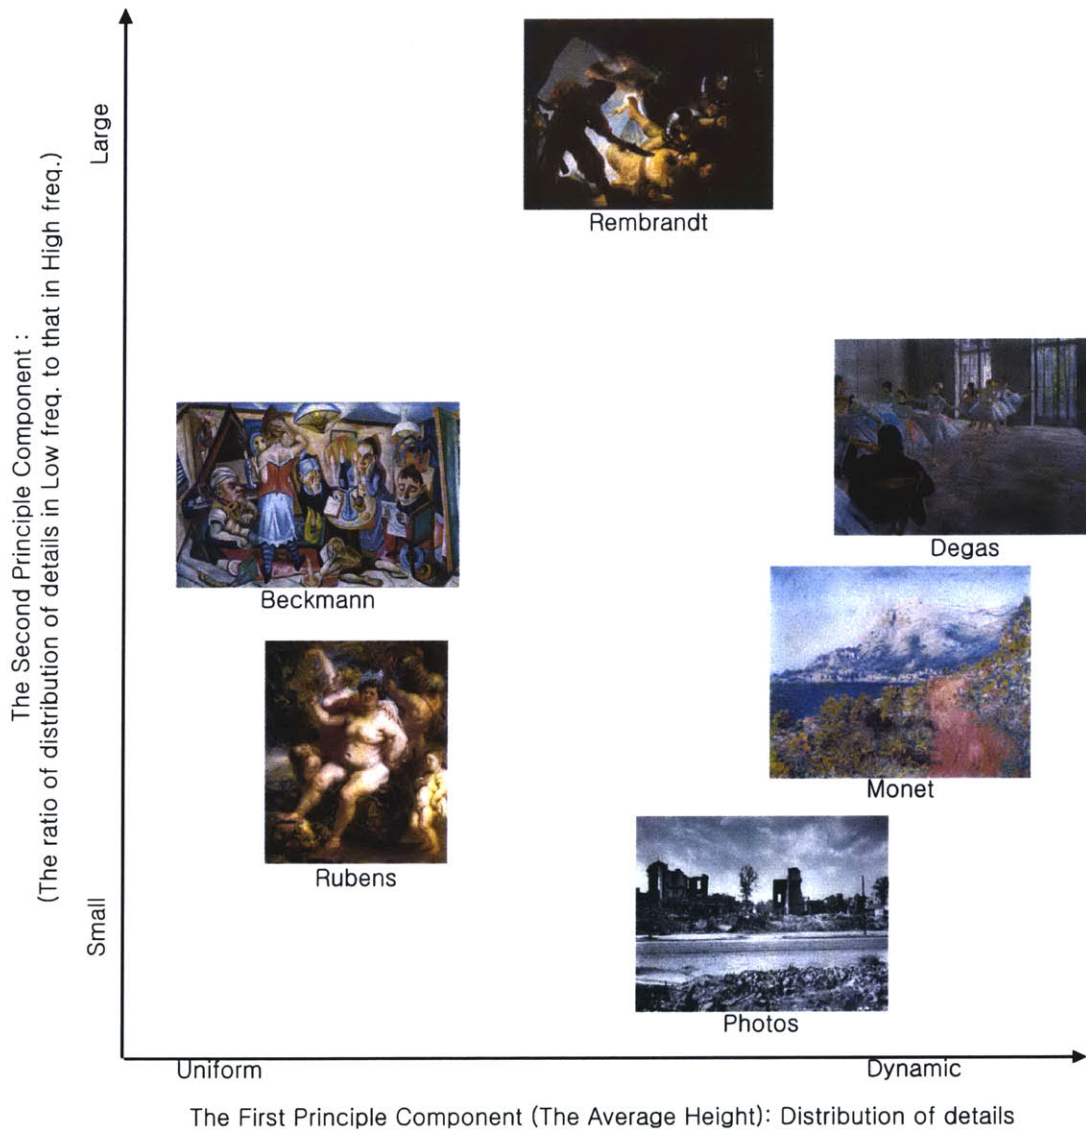 The Second Principle Component :
(The ratio of distribution of details in Low freq. to that in High freq.)
Large
Small
Rembrandt
Degas
Beckmann
Monet
Rubens
Photos
Uniform
Dynamic
The First Principle Component (The Average Height): Distribution of details